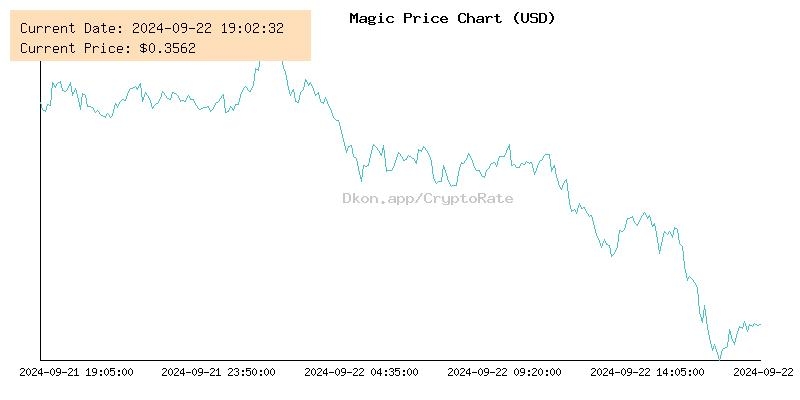 Magic Price Chart (USD)
Current Date: 2024-09-22 19:02:32
Current Price: $0.3562
Dkon.app/CryptoRate
2024-09-21 19:05:00 2024-09-21 23:50:00 2024-09-22 04:35:00 2024-09-22 09:20:00 2024-09-22 14:05:00 2024-09-22